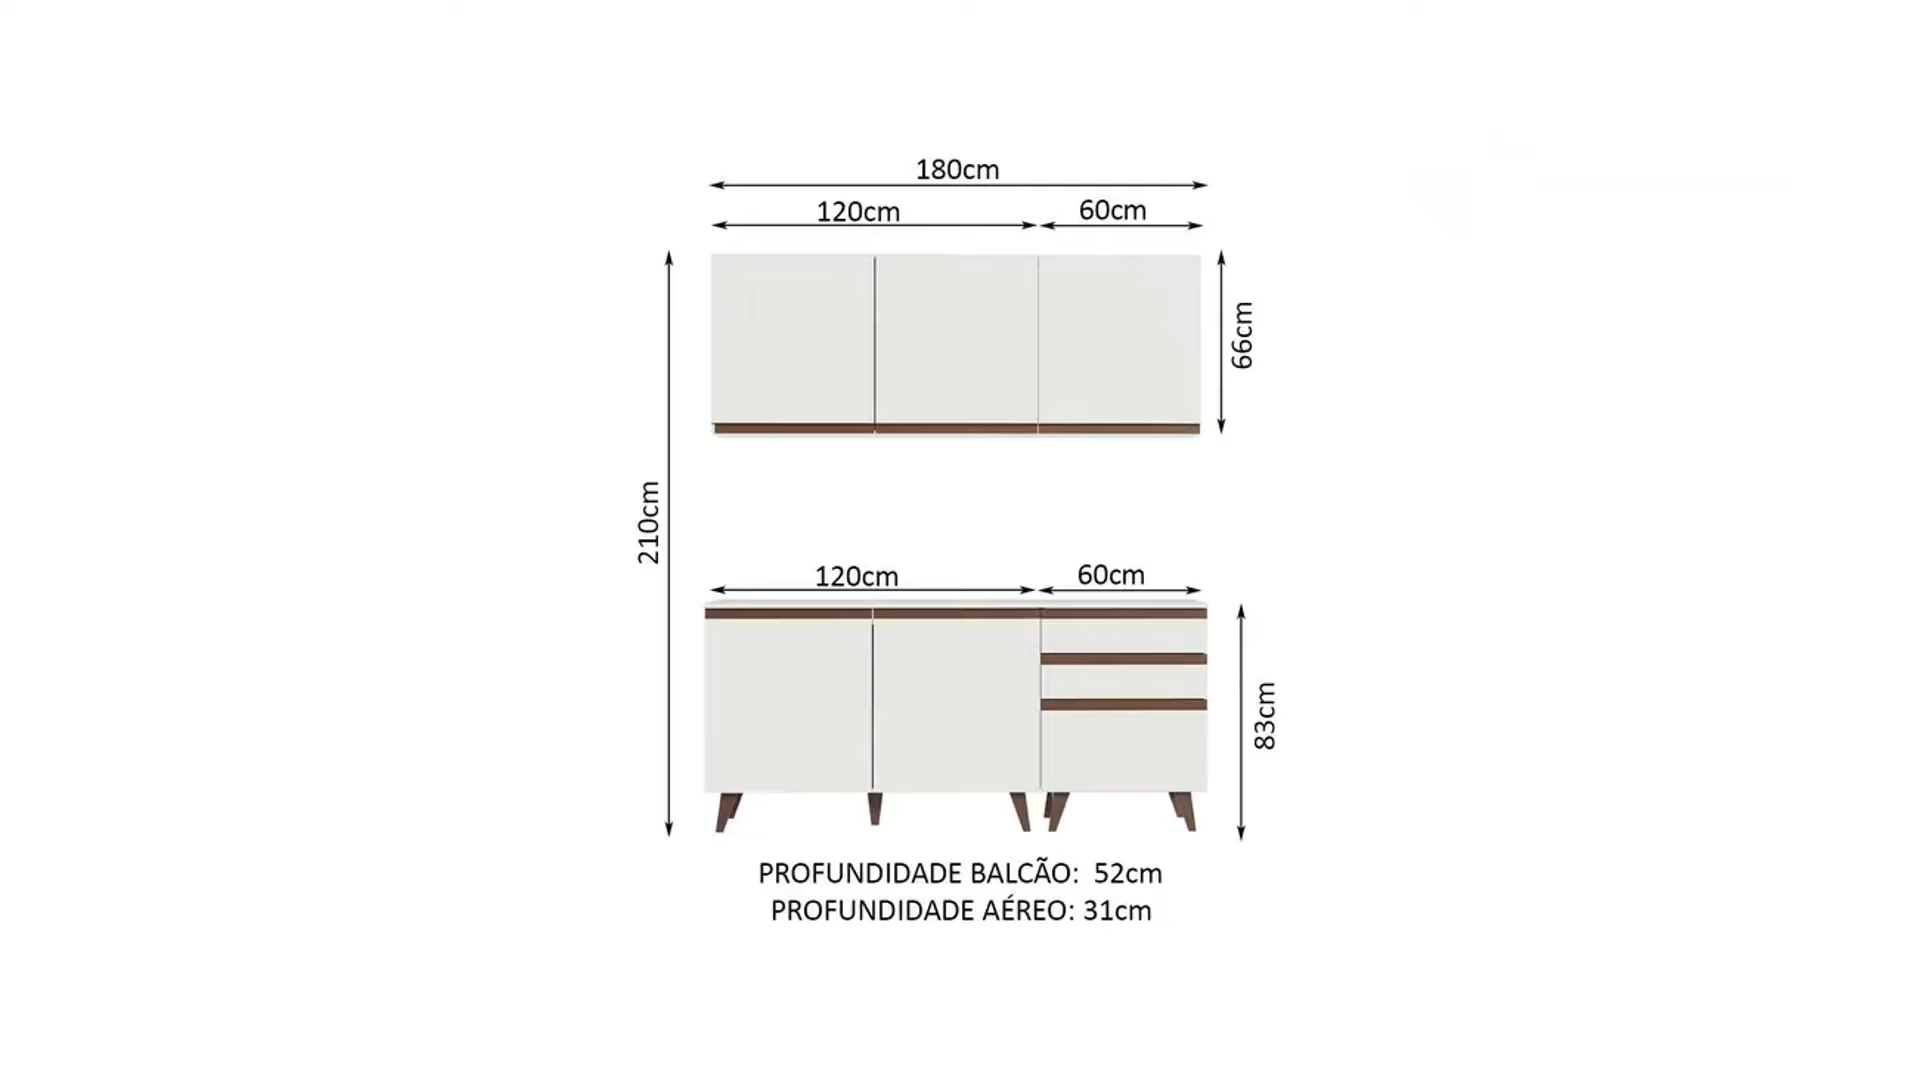 180cm
120cm
60cm
66cm
210cm
120cm
60cm
83cm
PROFUNDIDADE BALCÃO: 52cm
PROFUNDIDADE AÉREO: 31cm